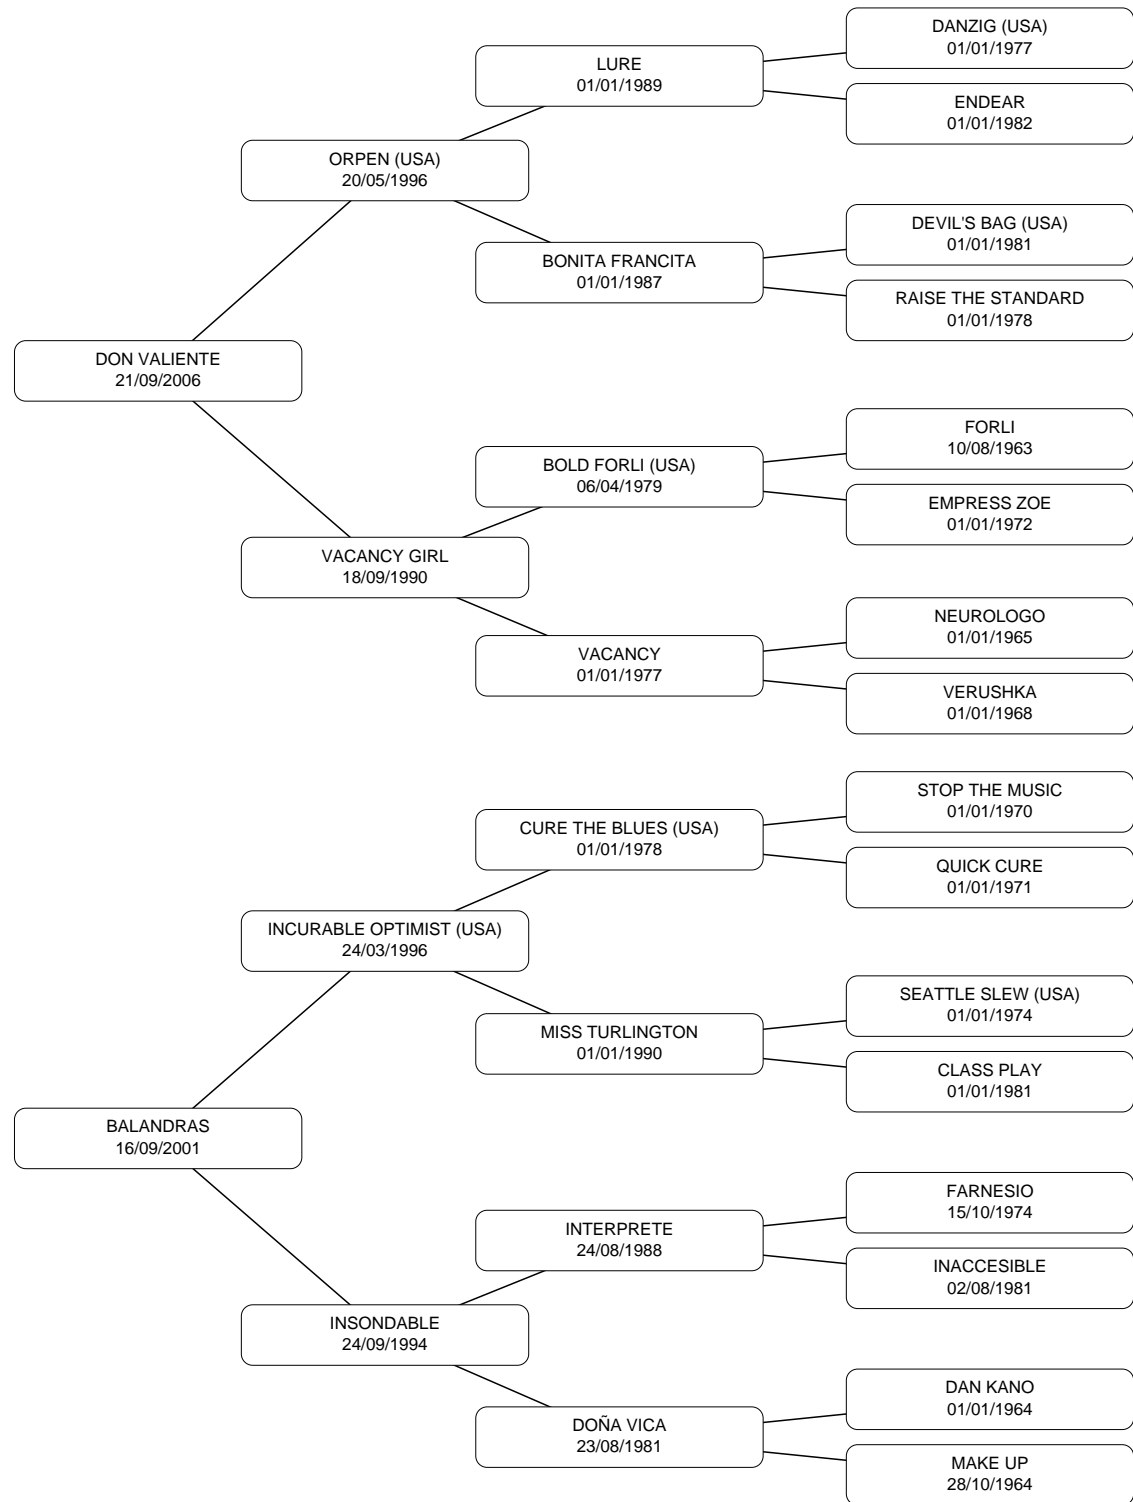 DANZIG (USA)
01/01/1977
LURE
01/01/1989
ENDEAR
01/01/1982
ORPEN (USA)
20/05/1996
DEVIL'S BAG (USA)
01/01/1981
BONITA FRANCITA
01/01/1987
RAISE THE STANDARD
01/01/1978
DON VALIENTE
21/09/2006
FORLI
10/08/1963
BOLD FORLI (USA)
06/04/1979
EMPRESS ZOE
01/01/1972
VACANCY GIRL
18/09/1990
NEUROLOGO
01/01/1965
VACANCY
01/01/1977
VERUSHKA
01/01/1968
STOP THE MUSIC
01/01/1970
CURE THE BLUES (USA)
01/01/1978
QUICK CURE
01/01/1971
INCURABLE OPTIMIST (USA)
24/03/1996
SEATTLE SLEW (USA)
01/01/1974
MISS TURLINGTON
01/01/1990
CLASS PLAY
01/01/1981
BALANDRAS
16/09/2001
FARNESIO
15/10/1974
INTERPRETE
24/08/1988
INACCESIBLE
02/08/1981
INSONDABLE
24/09/1994
DAN KANO
01/01/1964
DOÑA VICA
23/08/1981
MAKE UP
28/10/1964